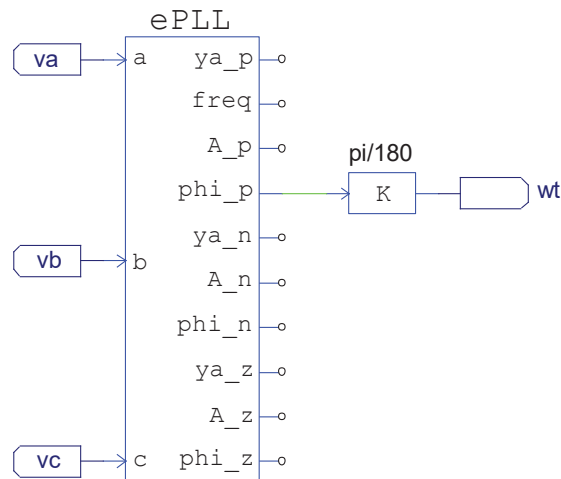 ePLL
va
a
ya_p
freq
A_p
pi/180
phi_p
K
wt
ya_n
vb
b
A_n
phi_n
ya_z
A_z
vc
c
phi_z